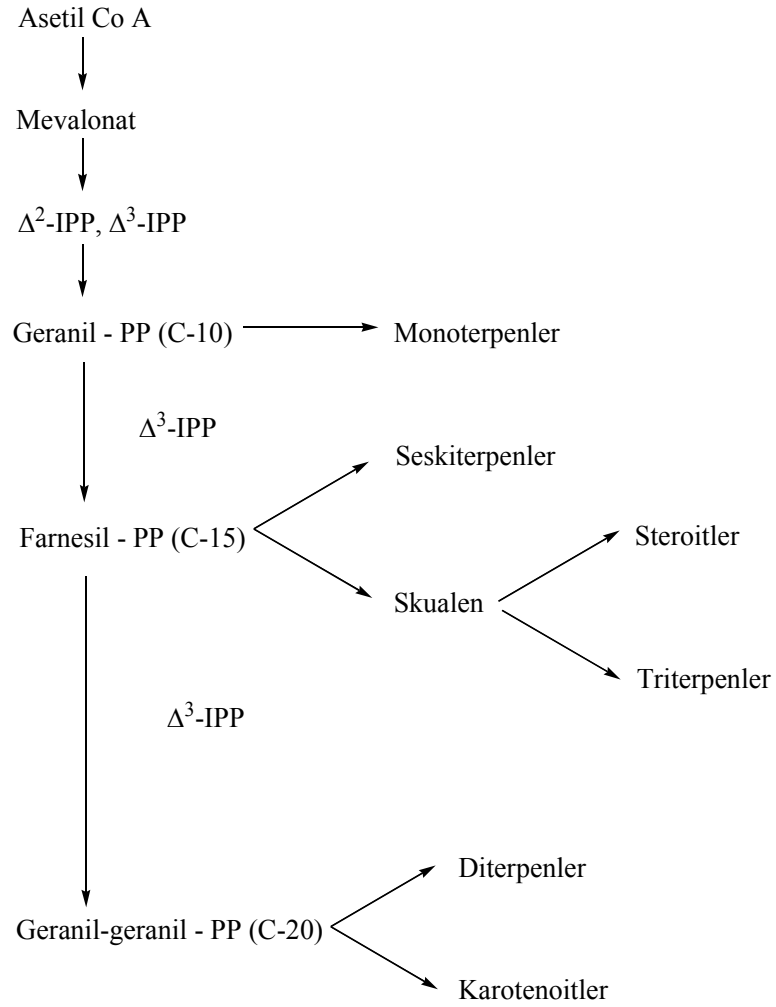 Asetil Co A
Mevalonat
Δ²-IPP, Δ³-IPP
Geranil - PP (C-10)
Monoterpenler
Δ³-IPP
Seskiterpenler
Farnesil - PP (C-15)
Steroitler
Skualen
Triterpenler
Δ³-IPP
Diterpenler
Geranil-geranil - PP (C-20)
Karotenoitler